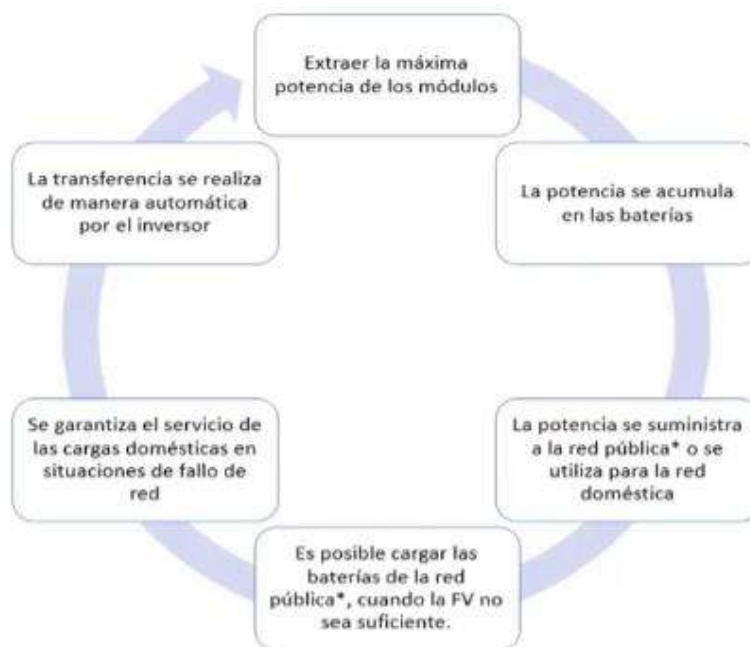 Extraer la máxima
potencia de los módulos
La potencia se acumula
en las baterías
La potencia se suministra
a la red pública* o se
utiliza para la red
doméstica
Es posible cargar las
baterías de la red
pública*, cuando la FV no
sea suficiente.
Se garantiza el servicio de
las cargas domésticas en
situaciones de fallo de
red
La transferencia se realiza
de manera automática
por el inversor